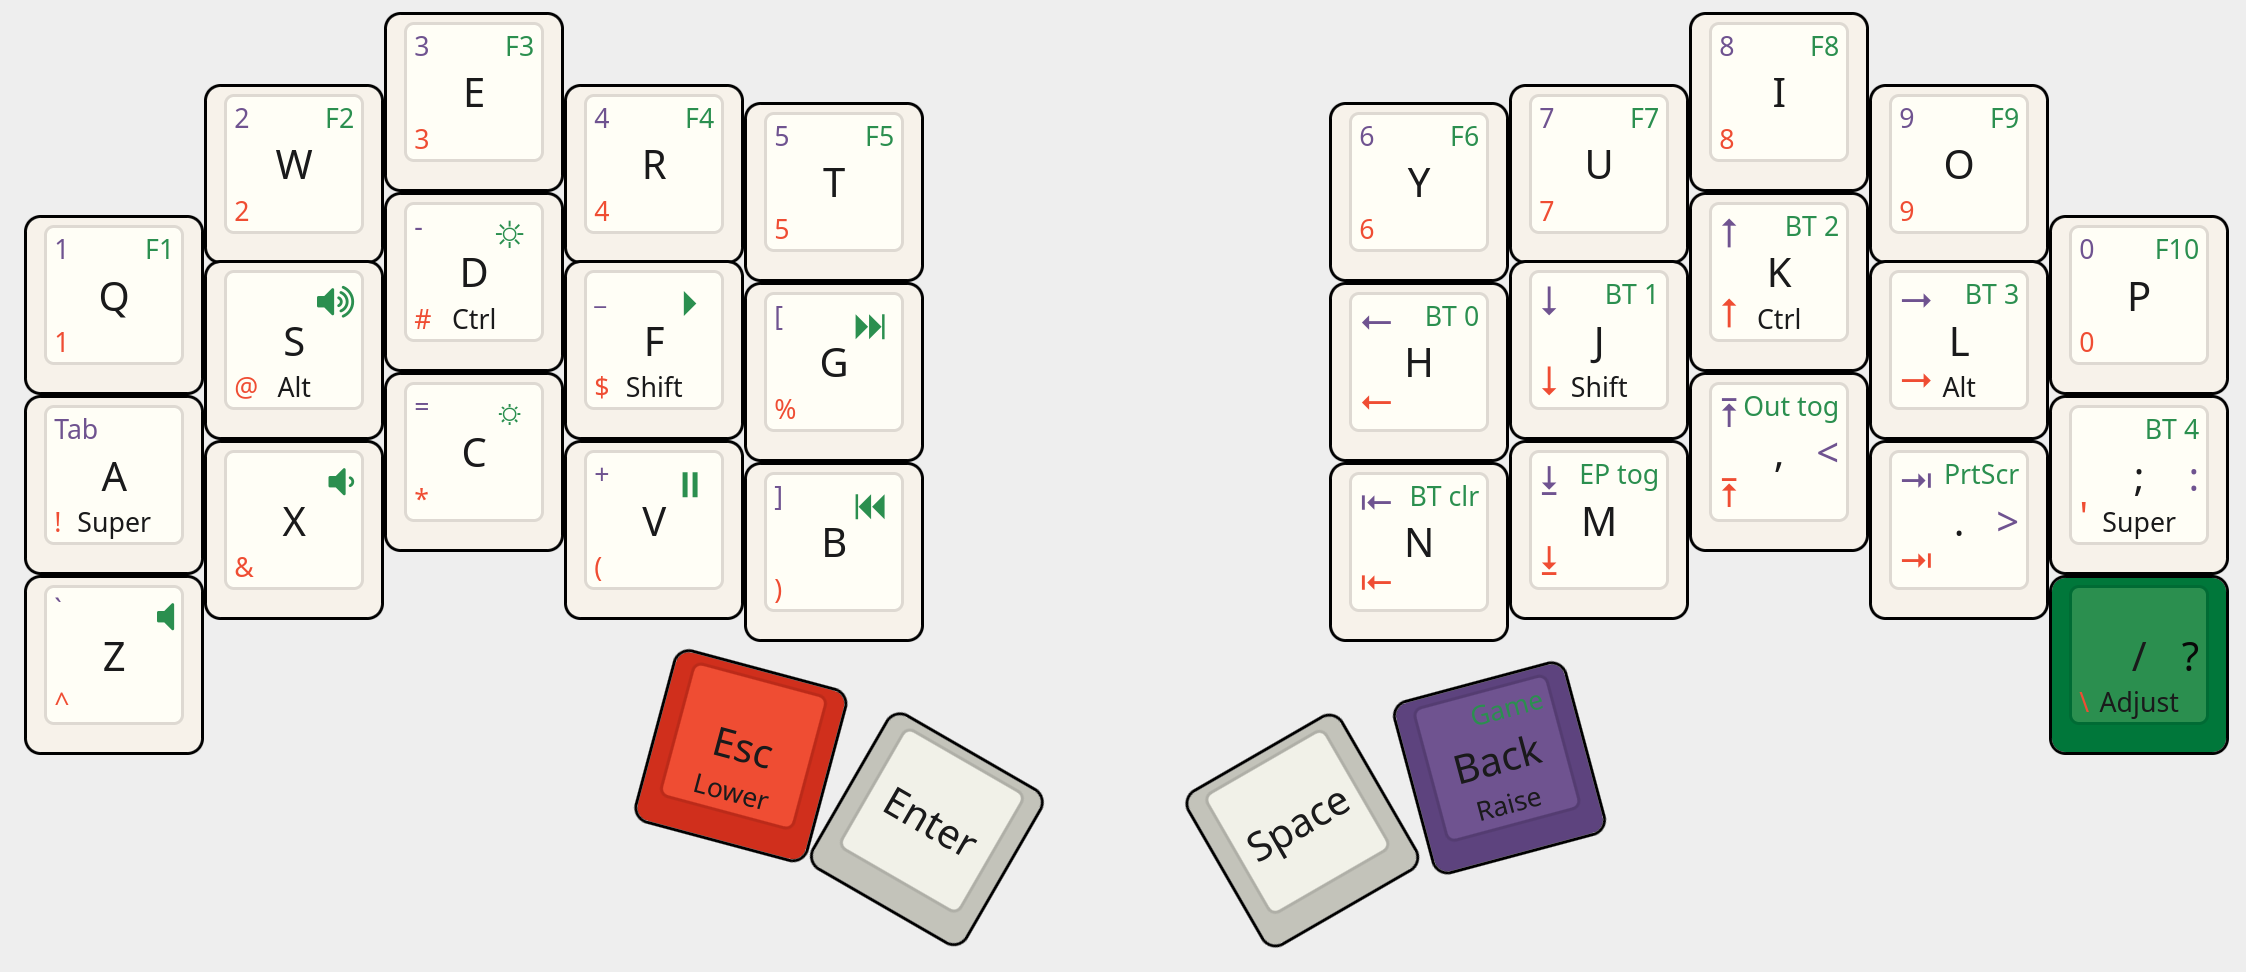 3 F3
E
3
8 F8
I
8
2 F2
W
2
4 F4
R
4
7 F7
U
7
9 F9
O
9
5 F5
T
5
6 F6
Y
6
1 F1
Q
1
-
D
# Ctrl
↑ BT 2
K
↑ Ctrl
0 F10
P
0
S
@ Alt
_
F
$ Shift
[
G
%
← BT 0
H
←
↓ BT 1
J
↓ Shift
→ BT 3
L
→ Alt
Tab
A
! Super
=
C
*
⤒ Out tog
, <
⤒
BT 4
; :
' Super
X
&
+
V
(
]
B
)
⇤ BT clr
N
⇤
⤓ EP tog
M
⤓
⇥ PrtScr
. >
⇥
`
Z
^
/ ?
\ Adjust
Esc
Lower
Enter
Space
Game
Back
Raise